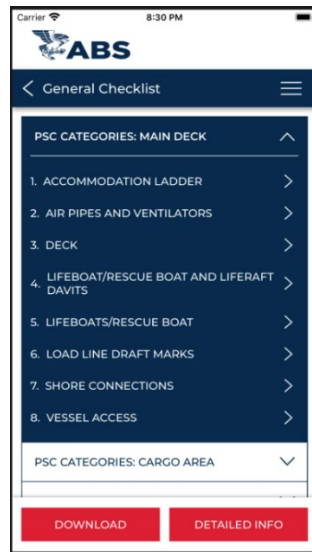 Carrier 8:30 PM
ABS
General Checklist
PSC CATEGORIES: MAIN DECK
1. ACCOMMODATION LADDER
2. AIR PIPES AND VENTILATORS
3. DECK
4. LIFEBOAT/RESCUE BOAT AND LIFERAFT
DAVITS
5. LIFEBOATS/RESCUE BOAT
6. LOAD LINE DRAFT MARKS
7. SHORE CONNECTIONS
8. VESSEL ACCESS
PSC CATEGORIES: CARGO AREA
DOWNLOAD DETAILED INFO